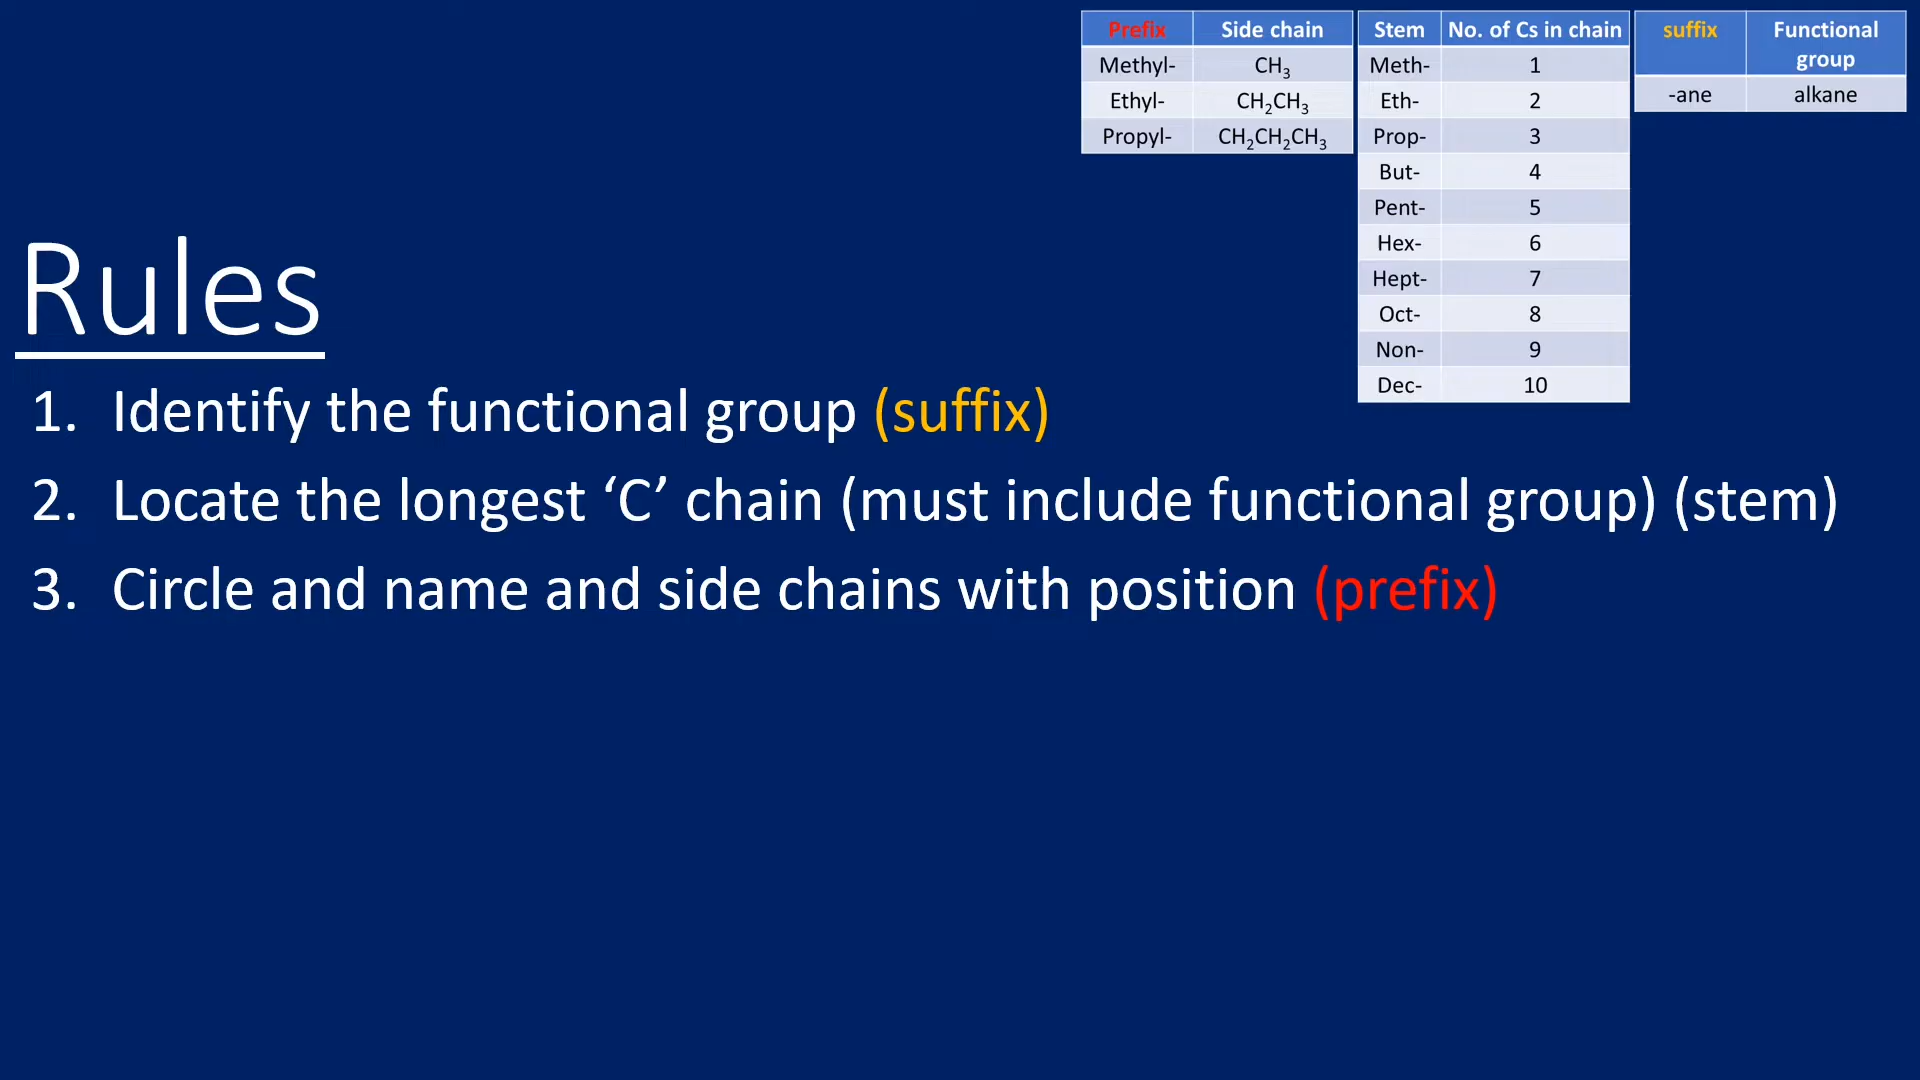 Prefix Side chain
Methyl- CH₃
Ethyl- CH₂CH₃
Propyl- CH₂CH₂CH₃
Stem No. of Cs in chain
Meth- 1
Eth- 2
Prop- 3
But- 4
Pent- 5
Hex- 6
Hept- 7
Oct- 8
Non- 9
Dec- 10
suffix Functional
group
-ane alkane
Rules
1. Identify the functional group (suffix)
2. Locate the longest ‘C’ chain (must include functional group) (stem)
3. Circle and name and side chains with position (prefix)